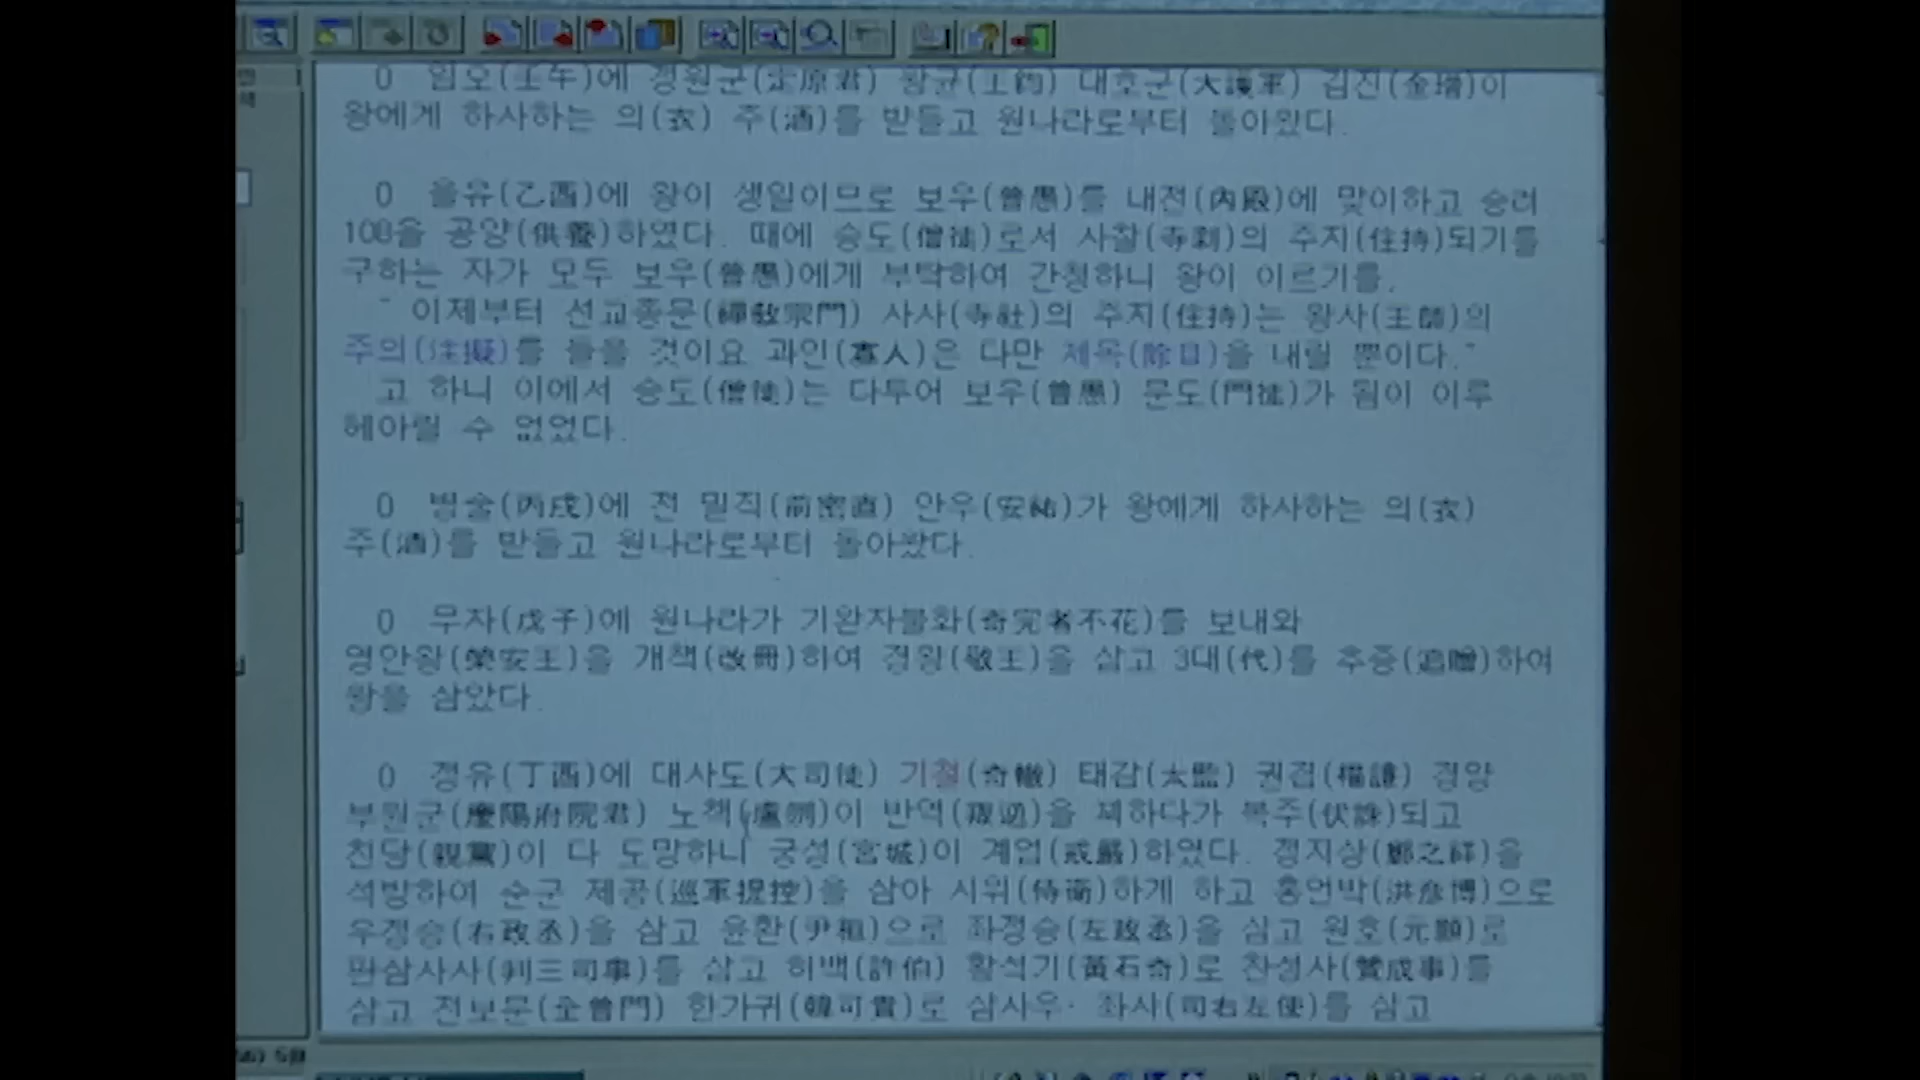 0 임오(壬午)에 정원군(定原君) 왕균(王鈞) 대호군(大護軍) 김진(金瑨)이
왕에게 하사하는 의(衣) 주(酒)를 받들고 원나라로부터 돌아왔다.
0 을유(乙酉)에 왕이 생일이므로 보우(普愚)를 내전(內殿)에 맞이하고 승려
108을 공양(供養)하였다. 때에 승도(僧徒)로서 사찰(寺刹)의 주지(住持)되기를
구하는 자가 모두 보우(普愚)에게 부탁하여 간청하니 왕이 이르기를,
" 이제부터 선교종문(禪敎宗門) 사사(寺社)의 주지(住持)는 왕사(王師)의
주의(注擬)를 들을 것이요 과인(寡人)은 다만 제목(除目)을 내릴 뿐이다."
고 하니 이에서 승도(僧徒)는 다투어 보우(普愚) 문도(門徒)가 됨이 이루
헤아릴 수 없었다.
0 병술(丙戌)에 전 밀직(前密直) 안우(安祐)가 왕에게 하사하는 의(衣)
주(酒)를 받들고 원나라로부터 돌아왔다.
0 무자(戊子)에 원나라가 기완자불화(奇完者不花)를 보내와
영안왕(榮安王)을 개책(改冊)하여 경왕(敬王)을 삼고 3대(代)를 추증(追贈)하여
왕을 삼았다.
0 정유(丁酉)에 대사도(大司徒) 기철(奇轍) 태감(太監) 권겸(權謙) 경양
부원군(慶陽府院君) 노책(盧頙)이 반역(叛逆)을 꾀하다가 복주(伏誅)되고
친당(親黨)이 다 도망하니 궁성(宮城)이 계엄(戒嚴)하였다. 정지상(鄭之祥)을
석방하여 순군 제공(巡軍提控)을 삼아 시위(侍衛)하게 하고 홍언박(洪彦博)으로
우정승(右政丞)을 삼고 윤환(尹桓)으로 좌정승(左政丞)을 삼고 원호(元顥)로
판삼사사(判三司事)를 삼고 허백(許伯) 황석기(黃石奇)로 찬성사(贊成事)를
삼고 전보문(全普門) 한가귀(韓可貴)로 삼사우· 좌사(司右左使)를 삼고